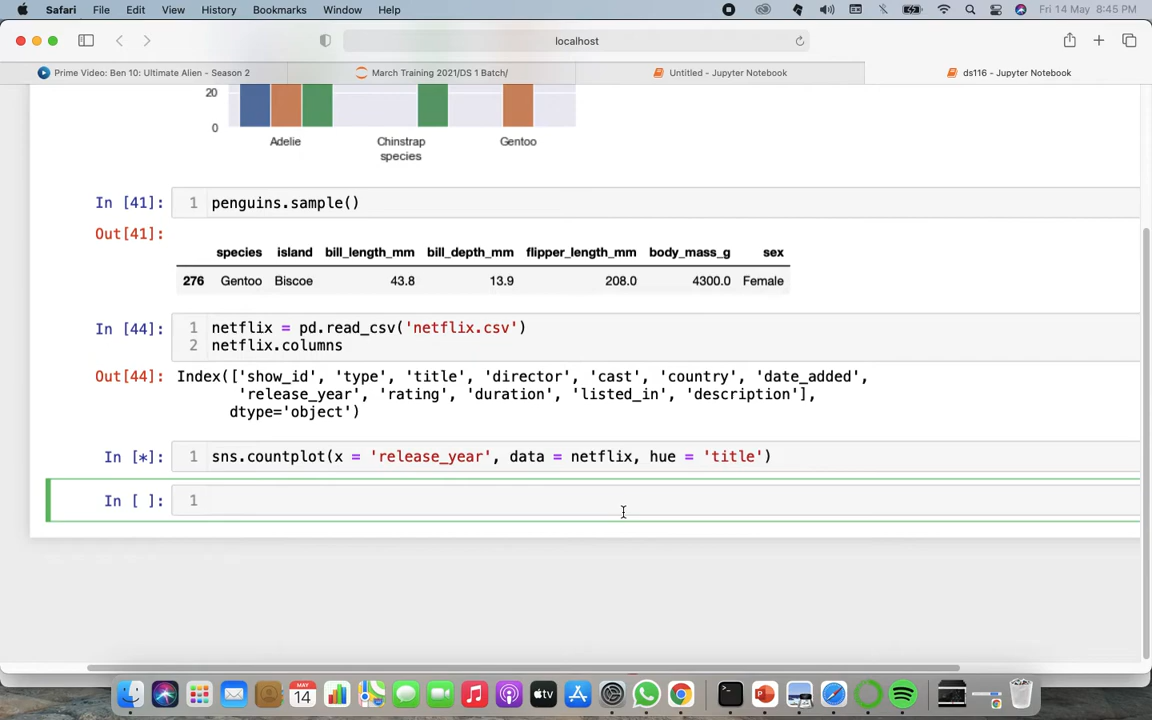 Safari File Edit View History Bookmarks Window Help Fri 14 May 8:45 PM
localhost
Prime Video: Ben 10: Ultimate Alien - Season 2
March Training 2021/DS 1 Batch/
Untitled - Jupyter Notebook
ds116 - Jupyter Notebook
20
0
Adelie Chinstrap Gentoo
species
In [41]: 1 penguins.sample()
Out[41]:
species island bill_length_mm bill_depth_mm flipper_length_mm body_mass_g sex
276 Gentoo Biscoe 43.8 13.9 208.0 4300.0 Female
In [44]: 1 netflix = pd.read_csv('netflix.csv')
2 netflix.columns
Out[44]: Index(['show_id', 'type', 'title', 'director', 'cast', 'country', 'date_added',
'release_year', 'rating', 'duration', 'listed_in', 'description'],
dtype='object')
In [*]: 1 sns.countplot(x = 'release_year', data = netflix, hue = 'title')
In [ ]: 1
MAY
14
tv